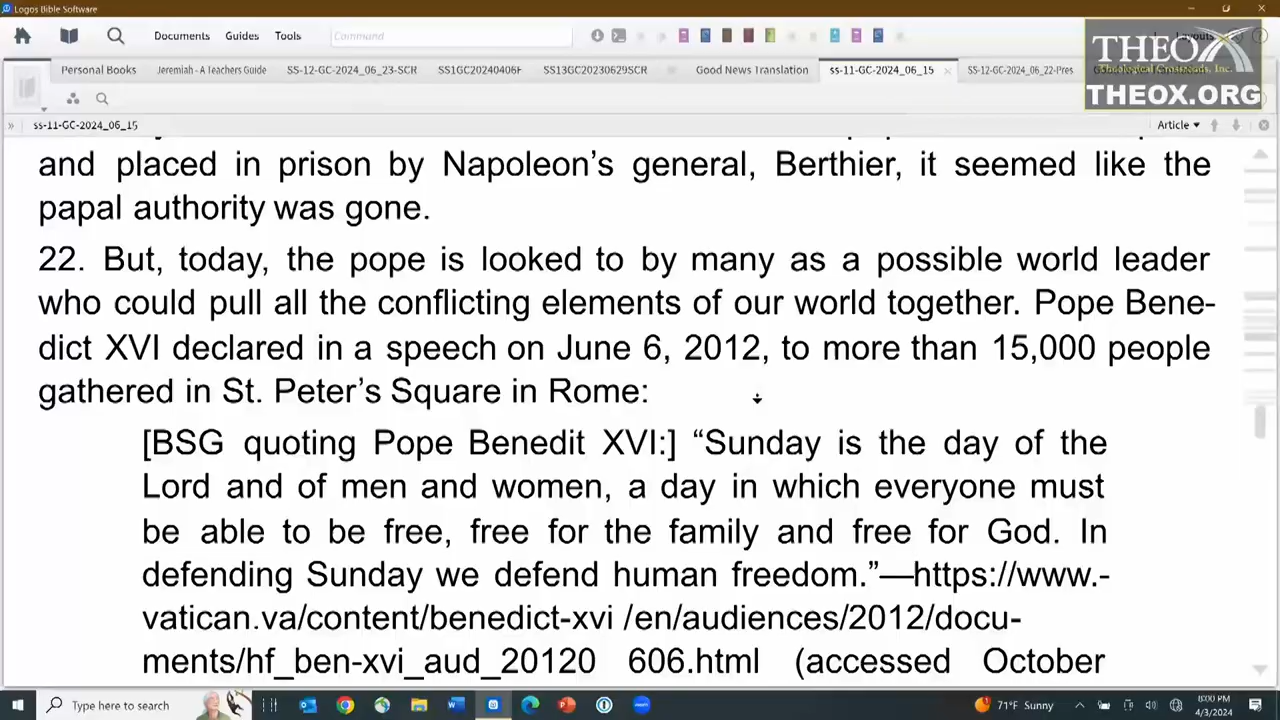 Logos Bible Software
Documents Guides Tools Command
THEOX
Theological Crossroads, Inc.
THEOX.ORG
Personal Books Jeremiah - A Teachers Guide SS-12-GC-2024_06_23-SCR SS13GC20230629SCR Good News Translation ss-11-GC-2024_06_15 SS-12-GC-2024_06_22-Pres
» ss-11-GC-2024_06_15 Article
and placed in prison by Napoleon’s general, Berthier, it seemed like the
papal authority was gone.
22. But, today, the pope is looked to by many as a possible world leader
who could pull all the conflicting elements of our world together. Pope Bene-
dict XVI declared in a speech on June 6, 2012, to more than 15,000 people
gathered in St. Peter’s Square in Rome:
[BSG quoting Pope Benedit XVI:] “Sunday is the day of the
Lord and of men and women, a day in which everyone must
be able to be free, free for the family and free for God. In
defending Sunday we defend human freedom.”—https://www.-
vatican.va/content/benedict-xvi /en/audiences/2012/docu-
ments/hf_ben-xvi_aud_20120 606.html (accessed October
Type here to search 71°F Sunny 8:00 PM
4/3/2024